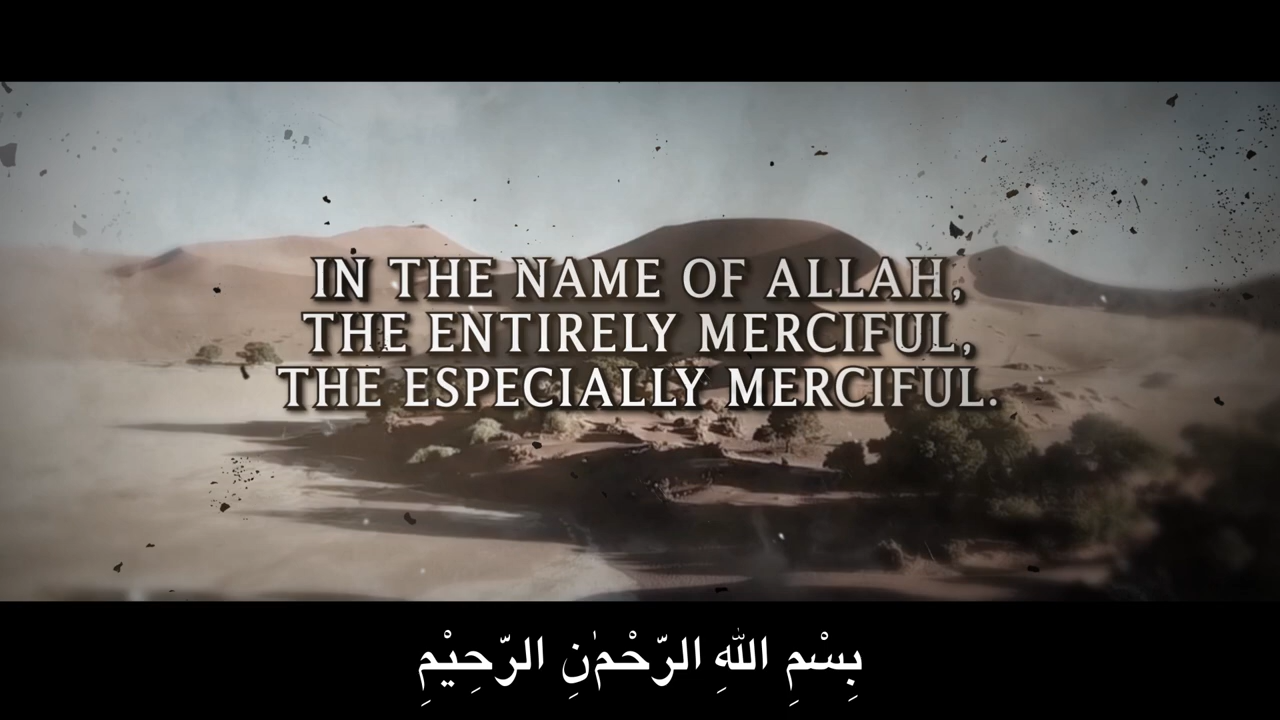 IN THE NAME OF ALLAH,
THE ENTIRELY MERCIFUL,
THE ESPECIALLY MERCIFUL.
بِسْمِ اللهِ الرَّحْمٰنِ الرَّحِيْمِ